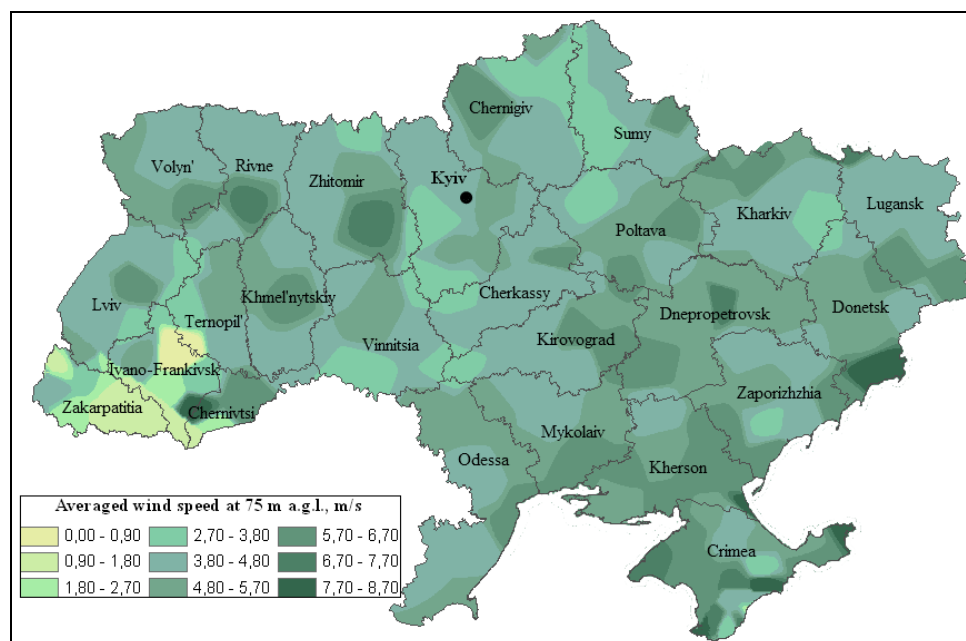 Chernigiv
Sumy
Volyn'
Rivne
Zhitomir
Kyiv
Kharkiv
Lugansk
Poltava
Lviv
Ternopil'
Khmel'nytskiy
Cherkassy
Dnepropetrovsk
Donetsk
Vinnitsia
Kirovograd
Ivano-Frankivsk
Zakarpatitia
Chernivtsi
Zaporizhzhia
Mykolaiv
Odessa
Kherson
Crimea
Averaged wind speed at 75 m a.g.l., m/s
0,00 - 0,90 2,70 - 3,80 5,70 - 6,70
0,90 - 1,80 3,80 - 4,80 6,70 - 7,70
1,80 - 2,70 4,80 - 5,70 7,70 - 8,70